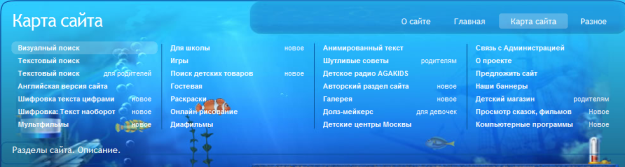 Карта сайта
О сайте
Главная
Карта сайта
Разное
Визуалный поиск
Текстовый поиск
Текстовый поиск для родителей
Английская версия сайта
Шифровка текста цифрами новое
Шифровка: Текст наоборот новое
Мультфильмы новое
Для школы новое
Игры
Поиск детских товаров новое
Гостевая
Раскраски
Онлайн рисование
Диафильмы
Анимированный текст
Шутливые советы родителям
Детское радио AGAKIDS
Авторский раздел сайта новое
Галерея новое
Долл-мейкерс для девочек
Детские центры Москвы
Связь с Администрацией
О проекте
Предложить сайт
Наши баннеры
Детский магазин родителям
Просмотр сказок, фильмов Новое
Компьютерные программы Новое
Разделы сайта. Описание.